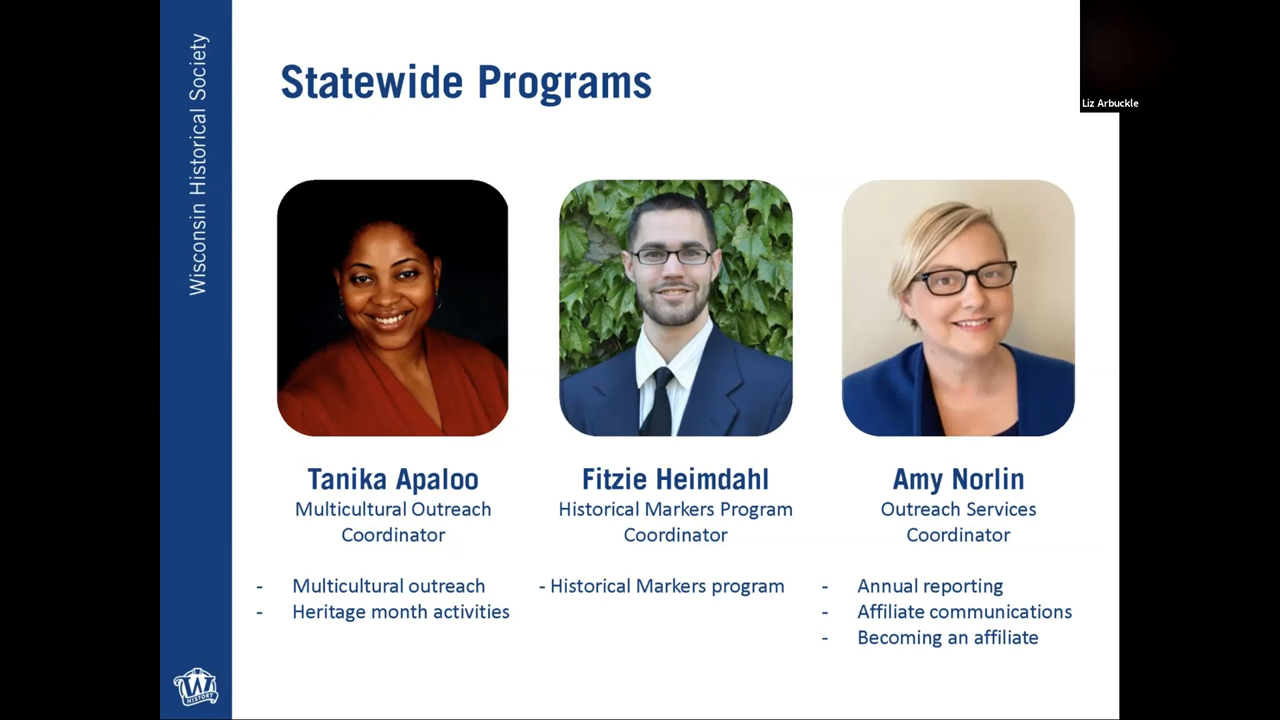 Wisconsin Historical Society
Statewide Programs
Liz Arbuckle
Tanika Apaloo
Multicultural Outreach
Coordinator
- Multicultural outreach
- Heritage month activities
Fitzie Heimdahl
Historical Markers Program
Coordinator
- Historical Markers program
Amy Norlin
Outreach Services
Coordinator
- Annual reporting
- Affiliate communications
- Becoming an affiliate
W
HISTORY